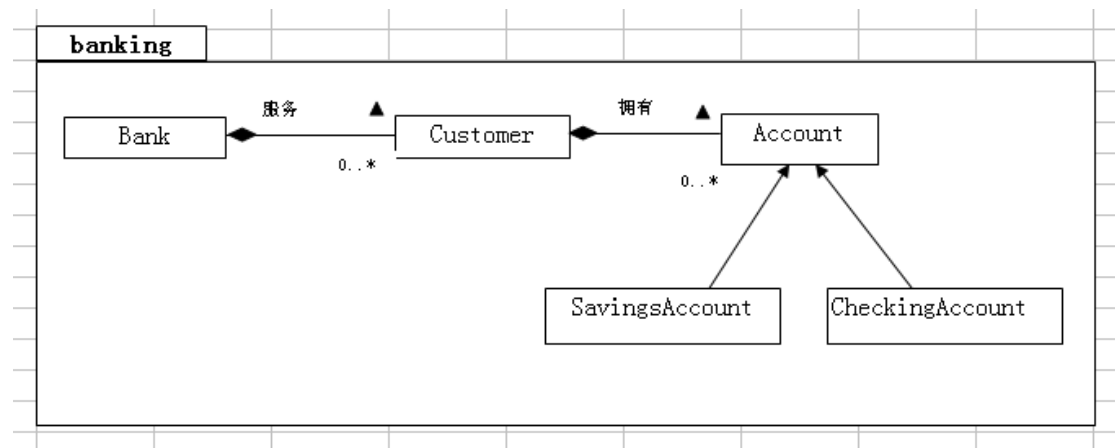 banking
服务
拥有
Bank
Customer
Account
0..*
0..*
SavingsAccount
CheckingAccount